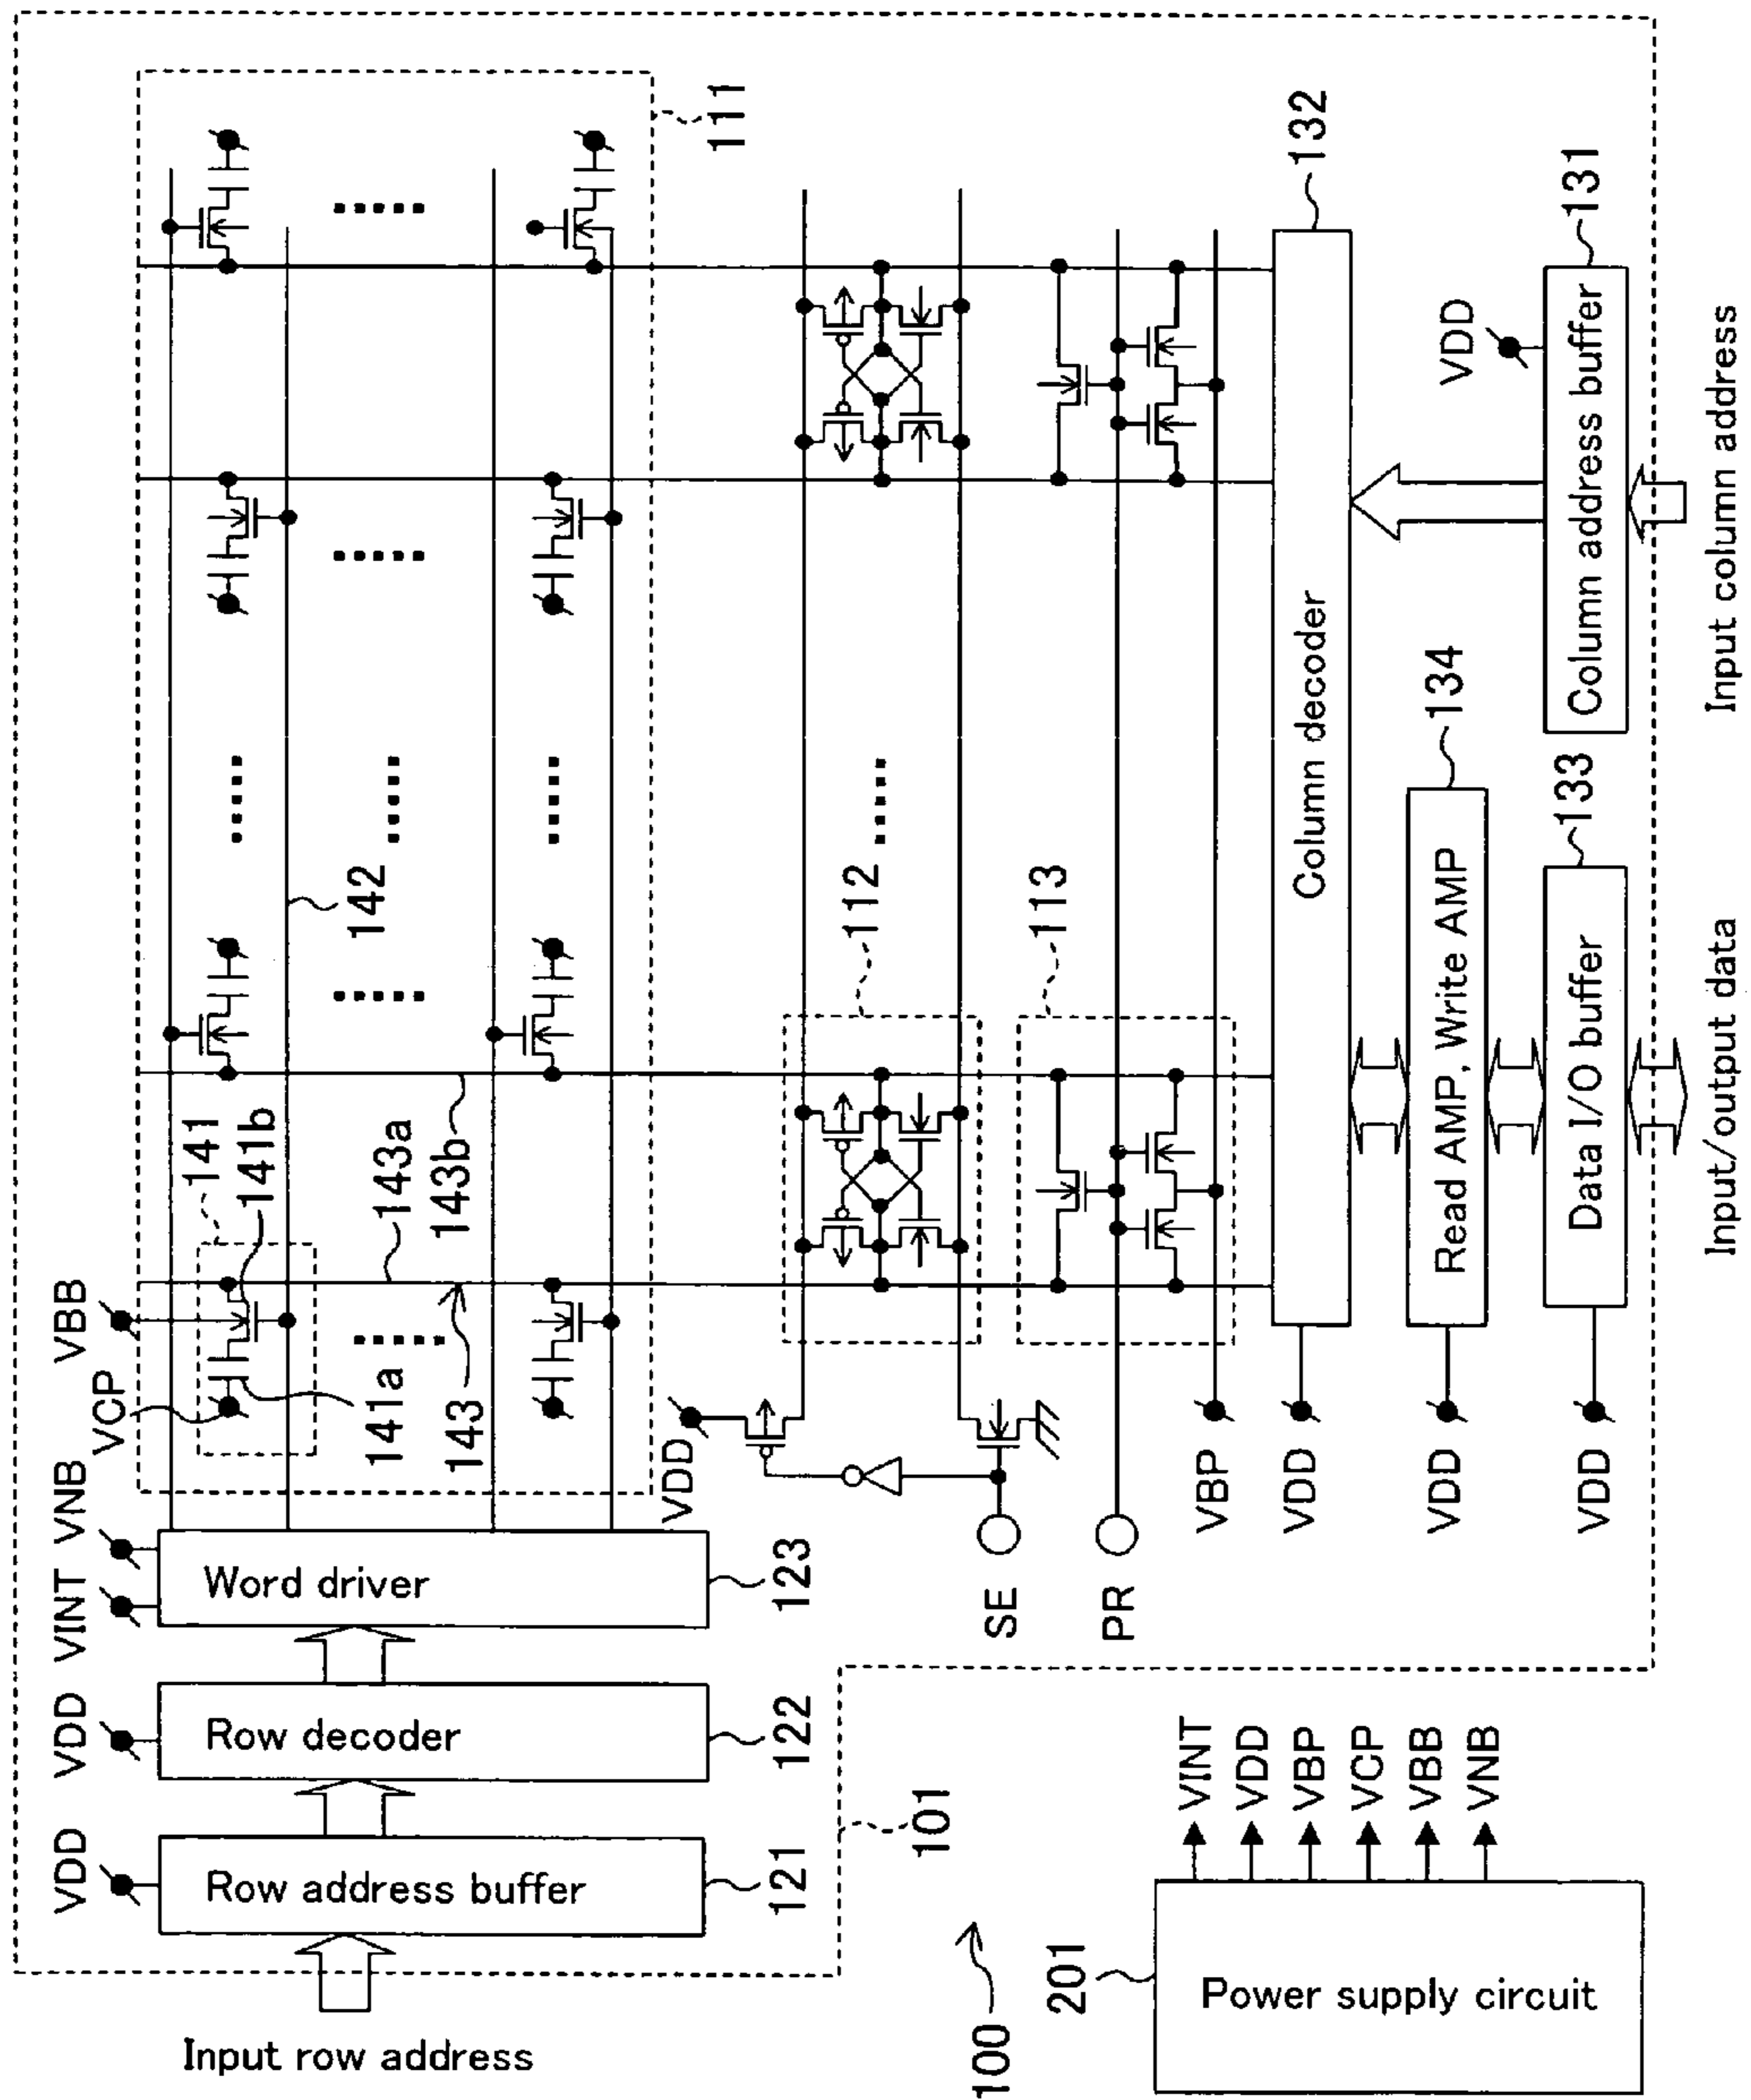 VDD
VDD
VINT
VNB
VCP
VBB
Input row address
Row address buffer
121
Row decoder
122
Word driver
123
141
141b
141a
143
143a
143b
142
111
101
VDD
SE
PR
VBP
VDD
VDD
VDD
112
113
Column decoder
132
Read AMP, Write AMP
134
Data I/O buffer
133
VDD
Column address buffer
131
Input/output data
Input column address
100
201
Power supply circuit
VINT
VDD
VBP
VCP
VBB
VNB